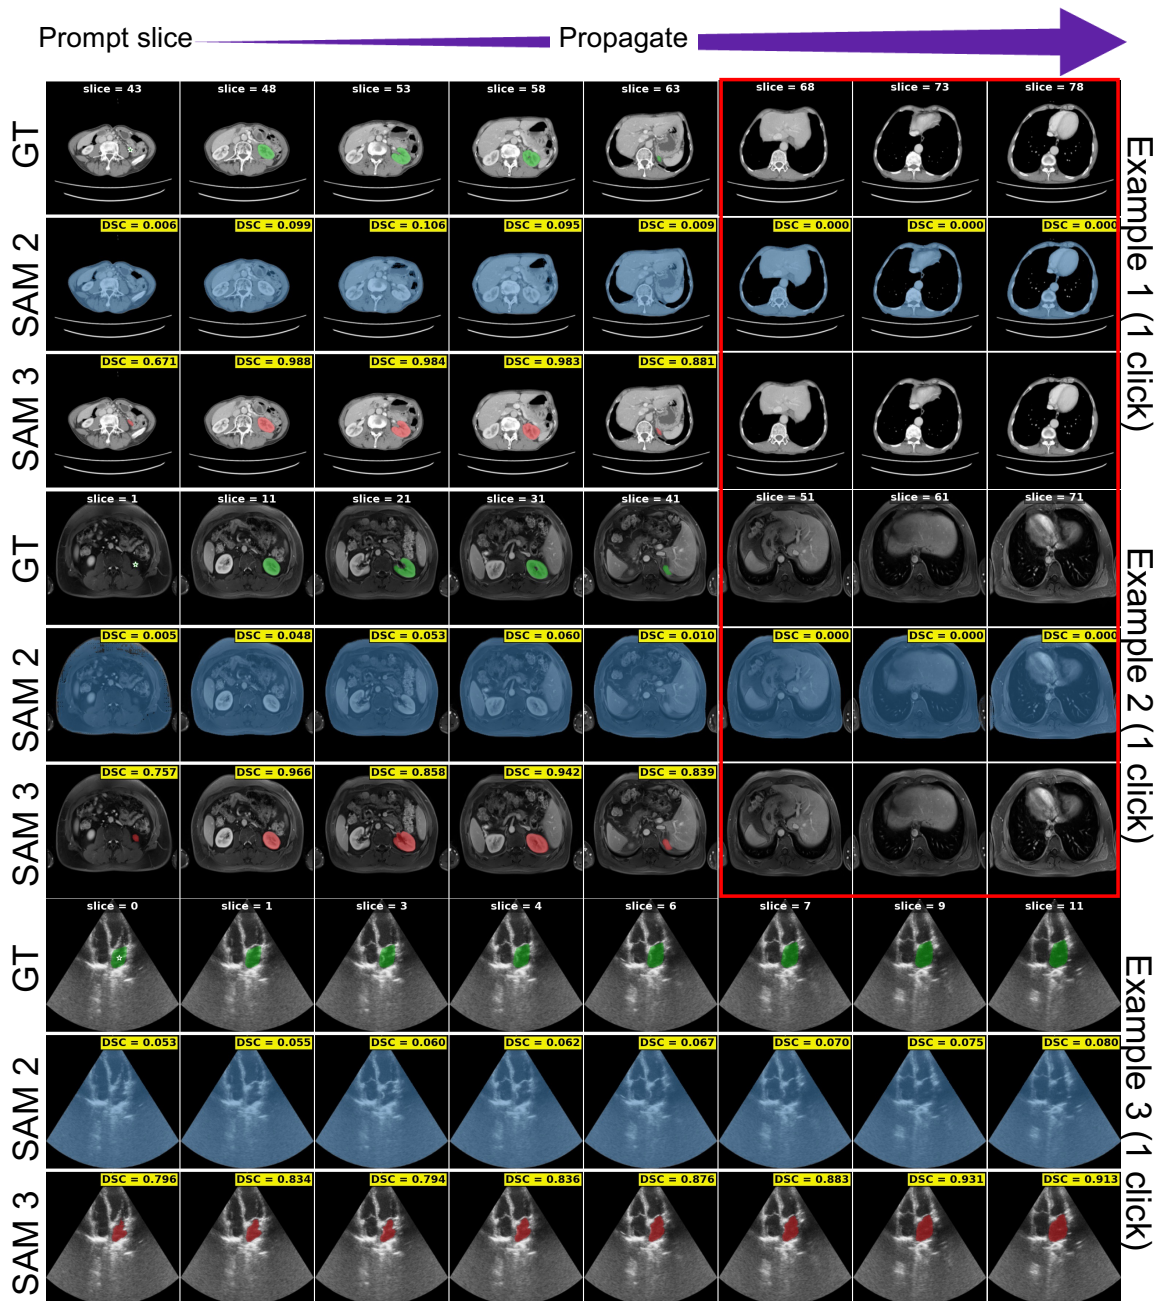 Prompt slice Propagate
GT
slice = 43 slice = 48 slice = 53 slice = 58 slice = 63 slice = 68 slice = 73 slice = 78
SAM 2
DSC = 0.006 DSC = 0.099 DSC = 0.106 DSC = 0.095 DSC = 0.009 DSC = 0.000 DSC = 0.000 DSC = 0.000
SAM 3
DSC = 0.671 DSC = 0.988 DSC = 0.984 DSC = 0.983 DSC = 0.881
Example 1 (1 click)
GT
slice = 1 slice = 11 slice = 21 slice = 31 slice = 41 slice = 51 slice = 61 slice = 71
SAM 2
DSC = 0.005 DSC = 0.048 DSC = 0.053 DSC = 0.060 DSC = 0.010 DSC = 0.000 DSC = 0.000 DSC = 0.000
SAM 3
DSC = 0.757 DSC = 0.966 DSC = 0.858 DSC = 0.942 DSC = 0.839
Example 2 (1 click)
GT
slice = 0 slice = 1 slice = 3 slice = 4 slice = 6 slice = 7 slice = 9 slice = 11
SAM 2
DSC = 0.053 DSC = 0.055 DSC = 0.060 DSC = 0.062 DSC = 0.067 DSC = 0.070 DSC = 0.075 DSC = 0.080
SAM 3
DSC = 0.796 DSC = 0.834 DSC = 0.794 DSC = 0.836 DSC = 0.876 DSC = 0.883 DSC = 0.931 DSC = 0.913
Example 3 (1 click)